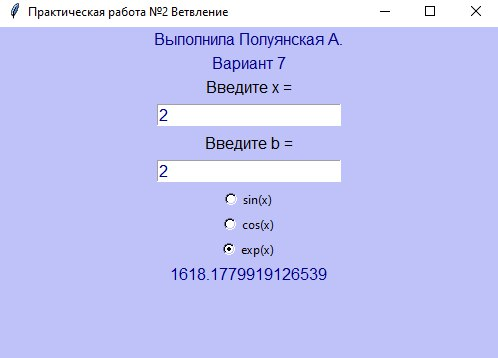 Практическая работа №2 Ветвление
Выполнила Полуянская А.
Вариант 7
Введите x =
2
Введите b =
2
sin(x)
cos(x)
exp(x)
1618.1779919126539